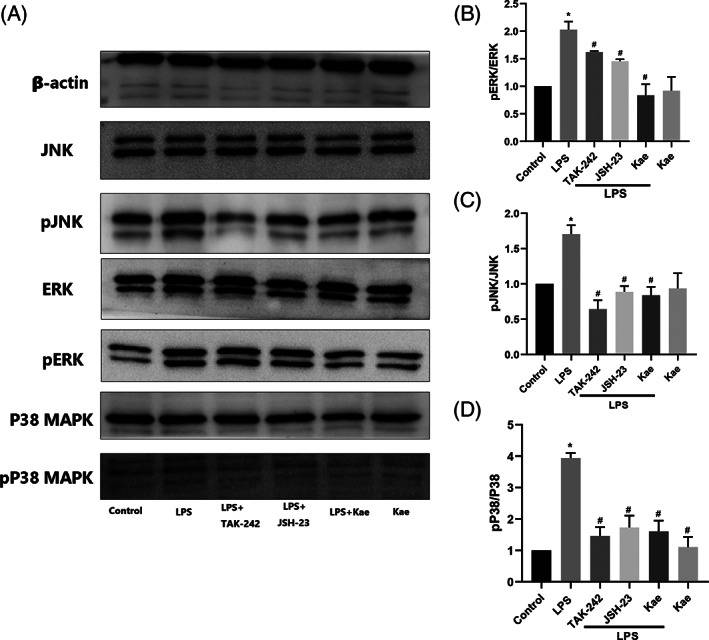 (A)
β-actin
JNK
pJNK
ERK
pERK
P38 MAPK
pP38 MAPK
Control LPS LPS+ TAK-242 LPS+ JSH-23 LPS+Kae Kae
(B)
pERK/ERK
2.5
2.0
1.5
1.0
0.5
0.0
* # # #
Control LPS TAK-242 JSH-23 Kae Kae
LPS
(C)
pJNK/JNK
2.0
1.5
1.0
0.5
0.0
* # # #
Control LPS TAK-242 JSH-23 Kae Kae
LPS
(D)
pP38/P38
5
4
3
2
1
0
* # # # #
Control LPS TAK-242 JSH-23 Kae Kae
LPS